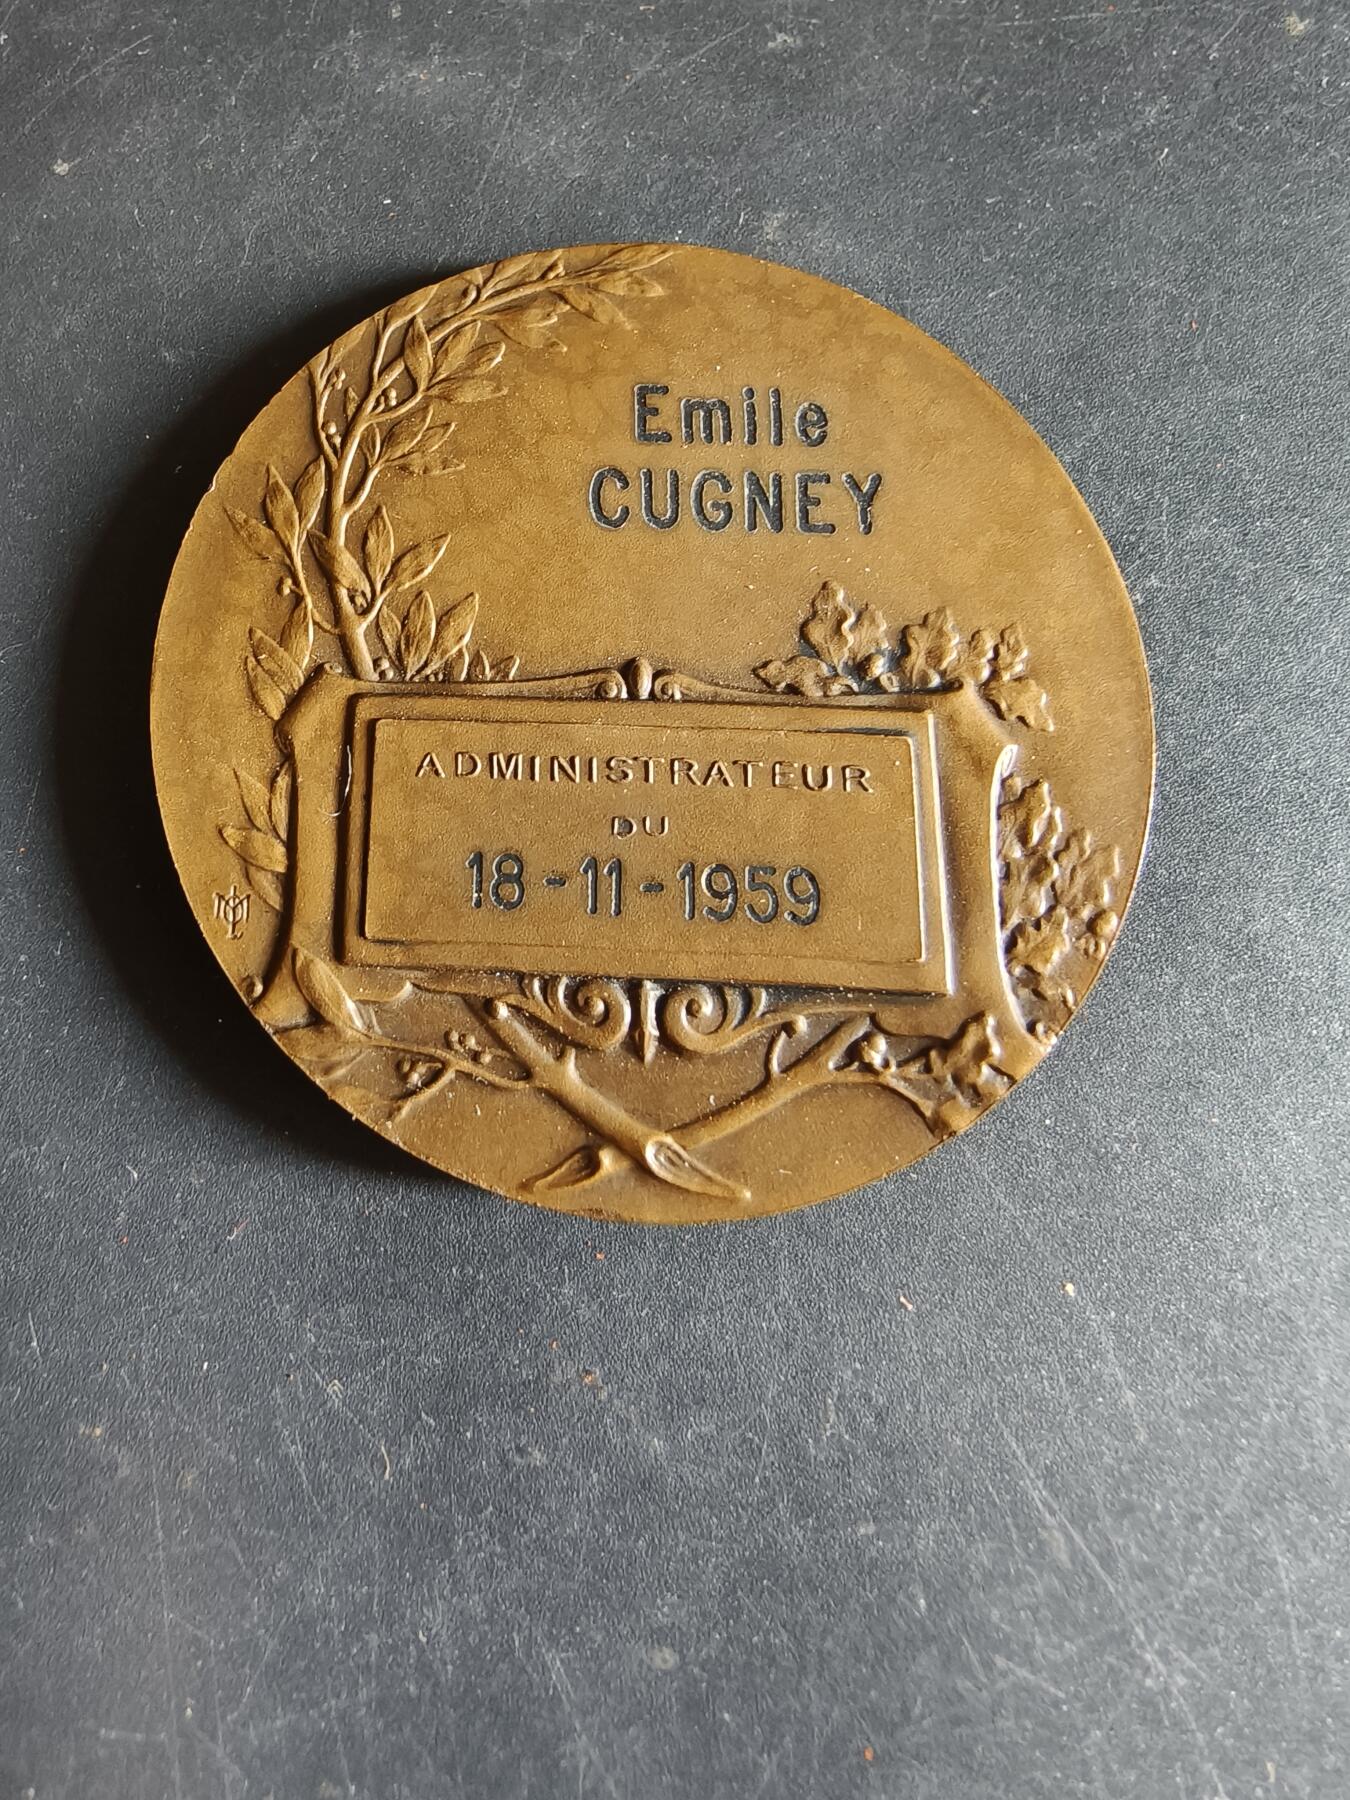 Emile
CUGNEY
ADMINISTRATEUR
DU
18-11-1959